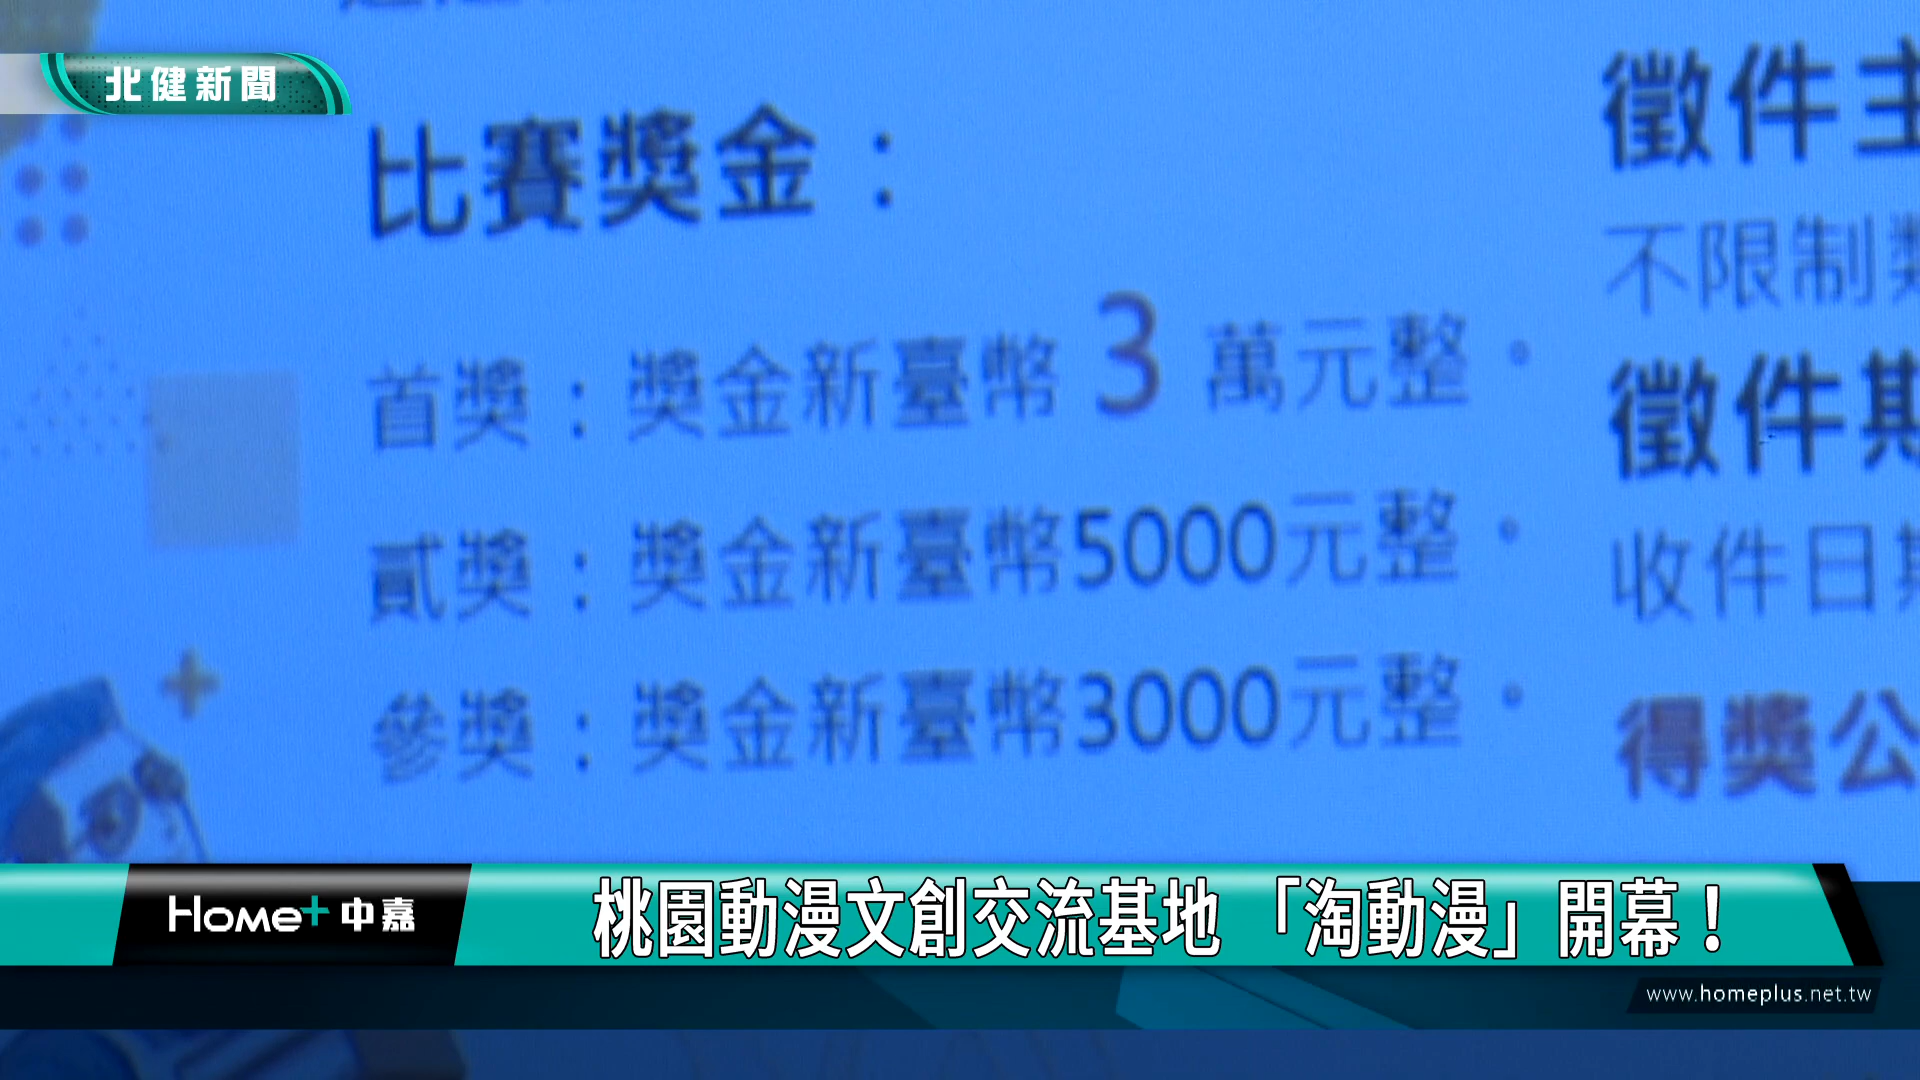 北健新聞
比賽獎金：
首獎：獎金新臺幣 3 萬元整。
貳獎：獎金新臺幣5000元整。
參獎：獎金新臺幣3000元整。
徵件主
不限制
徵件期
收件日期
得獎公
Home+中嘉
桃園動漫文創交流基地「淘動漫」開幕！
www.homeplus.net.tw